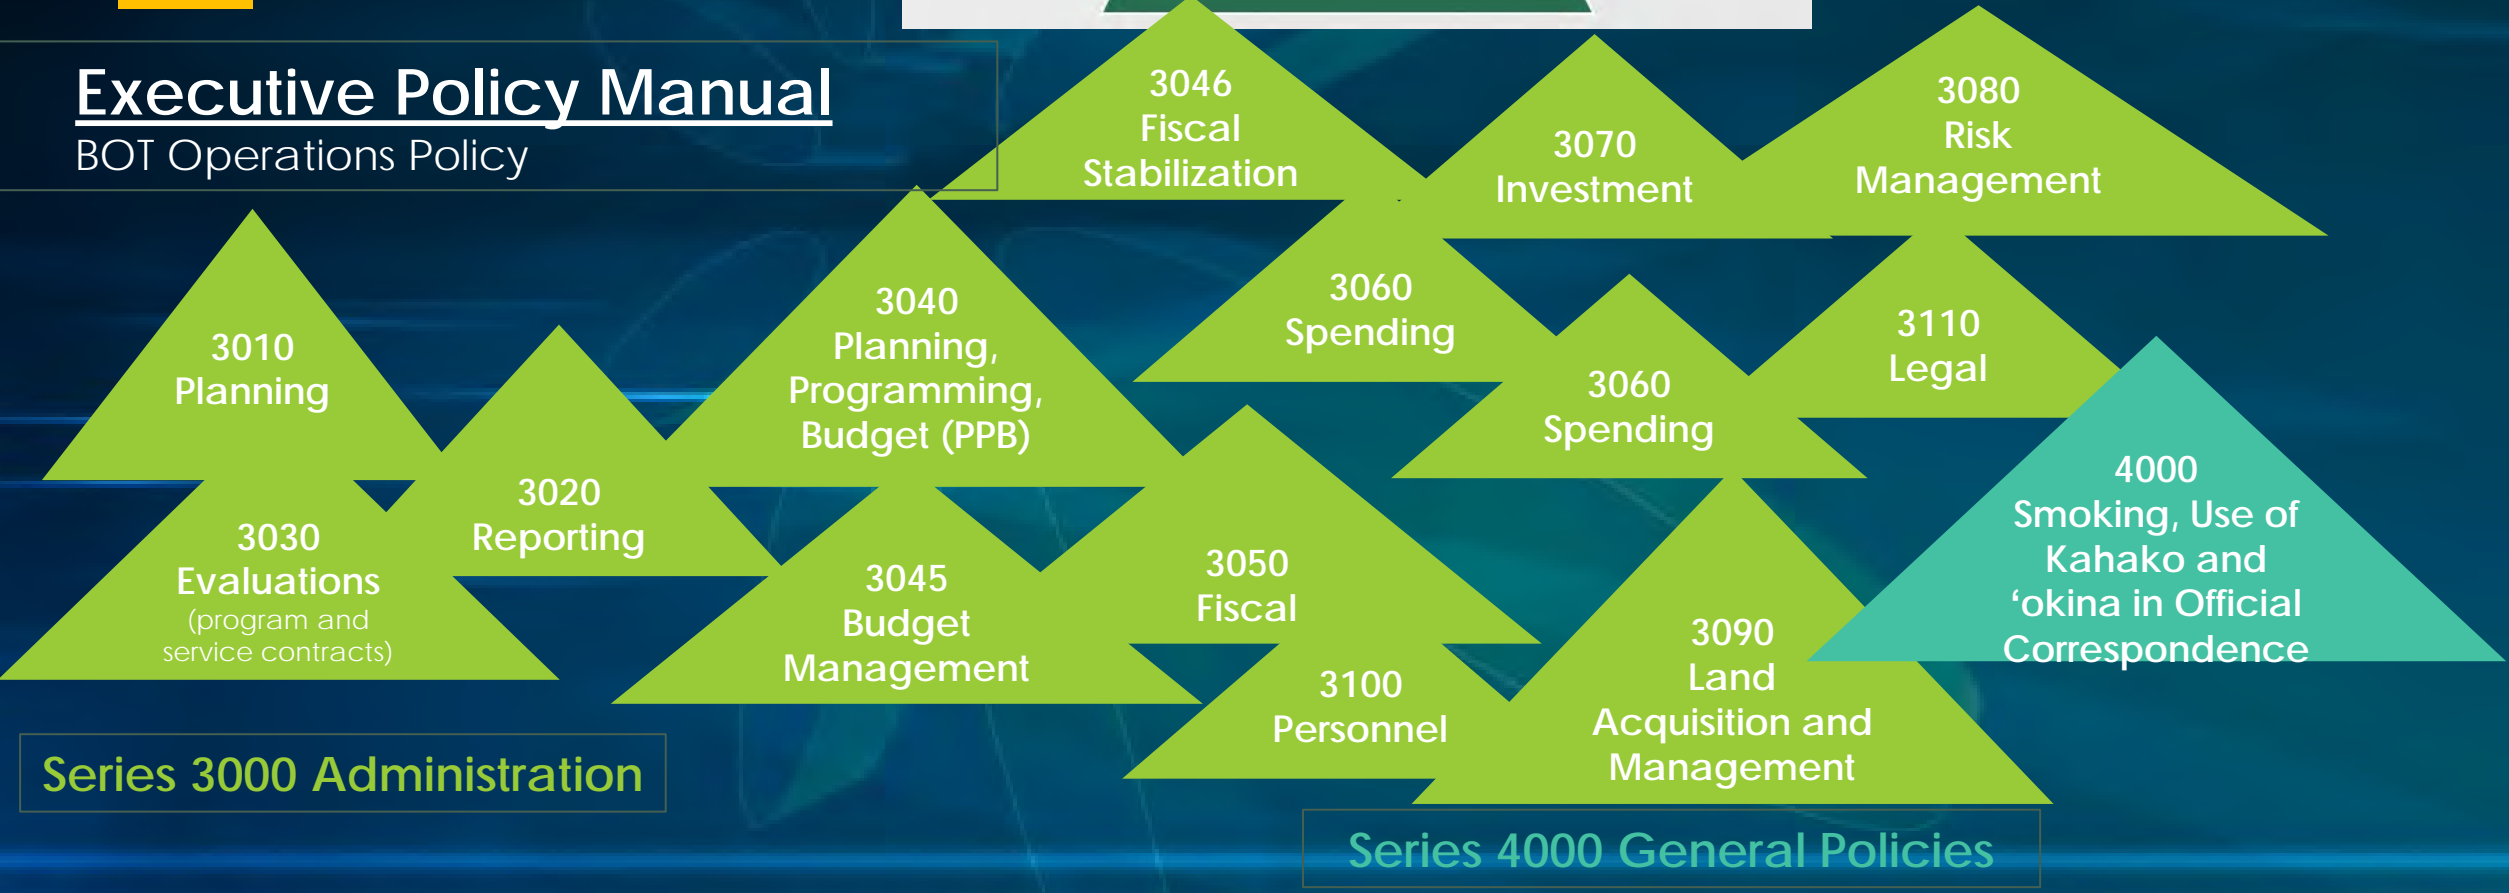 Executive Policy Manual
BOT Operations Policy
3046
Fiscal
Stabilization
3070
Investment
3080
Risk
Management
3010
Planning
3040
Planning,
Programming,
Budget (PPB)
3060
Spending
3110
Legal
3060
Spending
3020
Reporting
3030
Evaluations
(program and
service contracts)
3045
Budget
Management
3050
Fiscal
4000
Smoking, Use of
Kahako and
‘okina in Official
Correspondence
3100
Personnel
3090
Land
Acquisition and
Management
Series 3000 Administration
Series 4000 General Policies